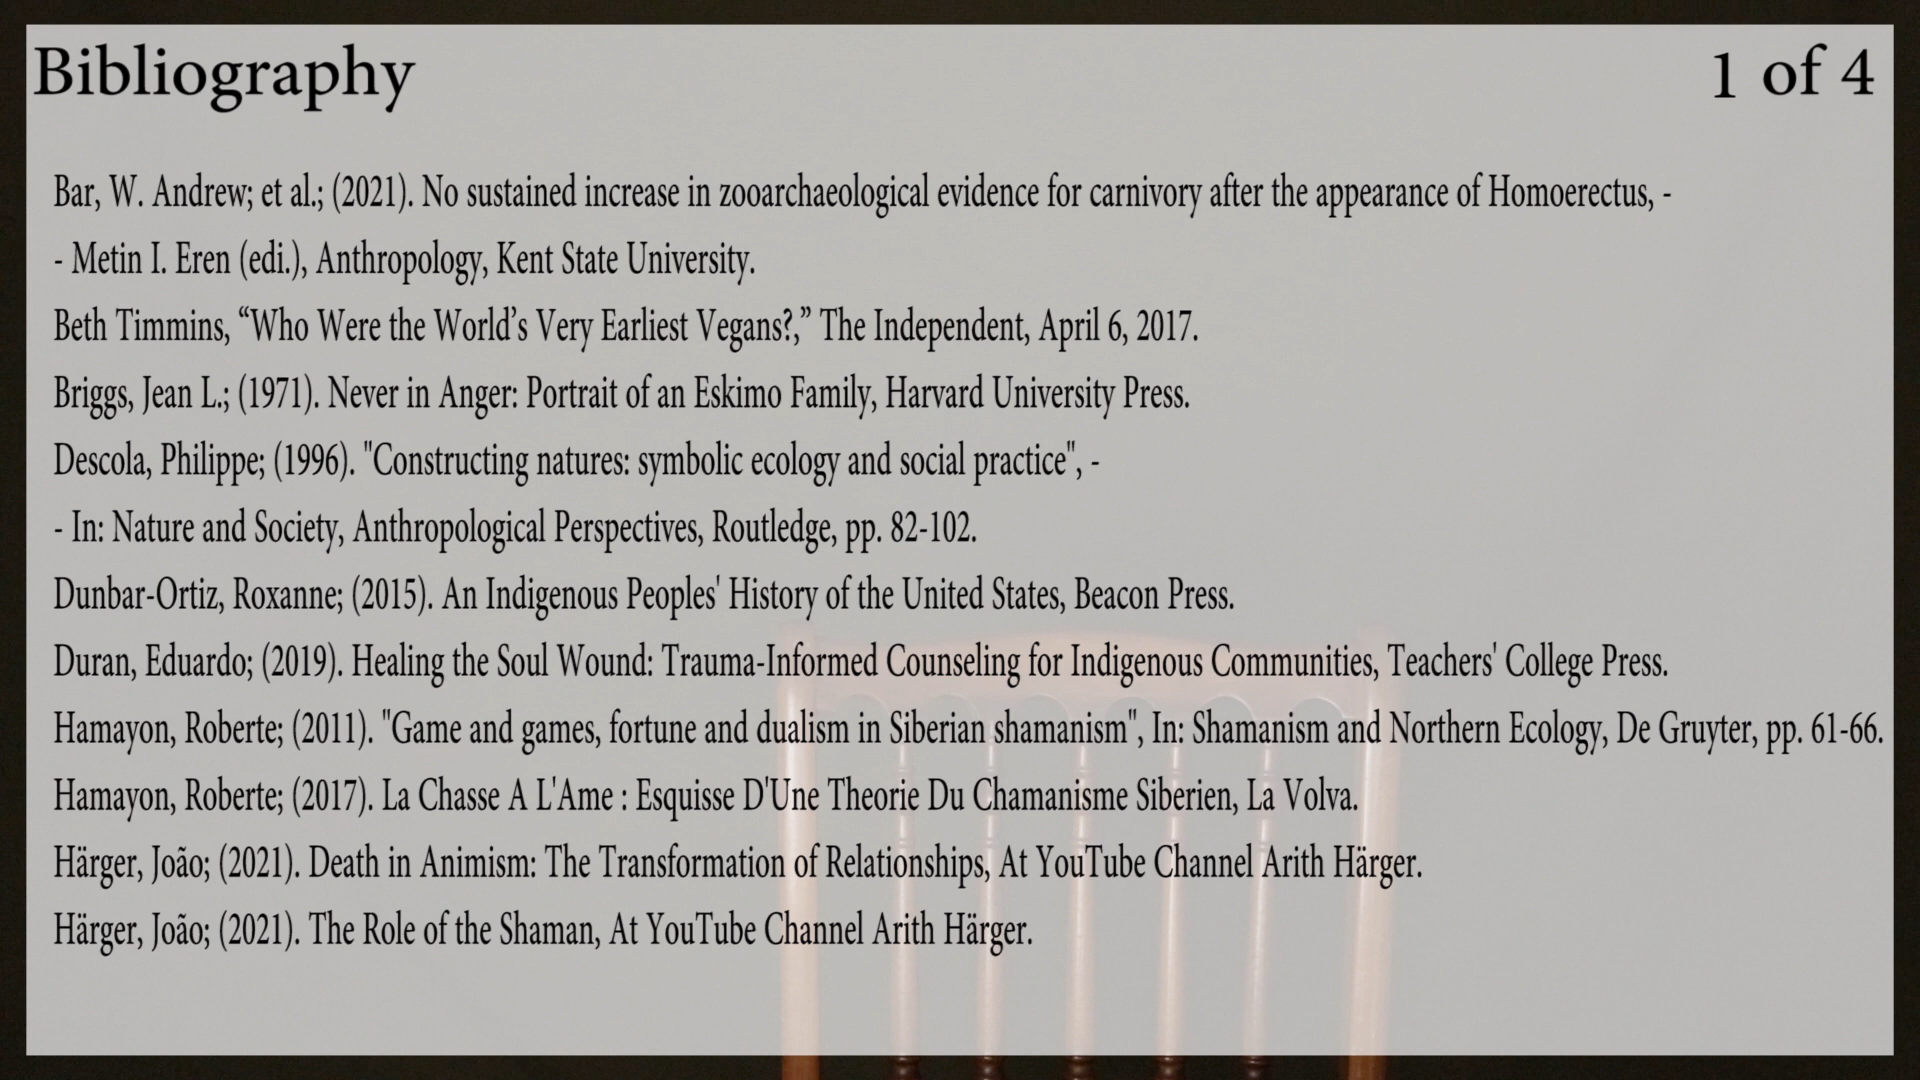 Bibliography
1 of 4
Bar, W. Andrew; et al.; (2021). No sustained increase in zooarchaeological evidence for carnivory after the appearance of Homoerectus, -
- Metin I. Eren (edi.), Anthropology, Kent State University.
Beth Timmins, “Who Were the World’s Very Earliest Vegans?,” The Independent, April 6, 2017.
Briggs, Jean L.; (1971). Never in Anger: Portrait of an Eskimo Family, Harvard University Press.
Descola, Philippe; (1996). "Constructing natures: symbolic ecology and social practice", -
- In: Nature and Society, Anthropological Perspectives, Routledge, pp. 82-102.
Dunbar-Ortiz, Roxanne; (2015). An Indigenous Peoples' History of the United States, Beacon Press.
Duran, Eduardo; (2019). Healing the Soul Wound: Trauma-Informed Counseling for Indigenous Communities, Teachers' College Press.
Hamayon, Roberte; (2011). "Game and games, fortune and dualism in Siberian shamanism", In: Shamanism and Northern Ecology, De Gruyter, pp. 61-66.
Hamayon, Roberte; (2017). La Chasse A L'Ame : Esquisse D'Une Theorie Du Chamanisme Siberien, La Volva.
Härger, João; (2021). Death in Animism: The Transformation of Relationships, At YouTube Channel Arith Härger.
Härger, João; (2021). The Role of the Shaman, At YouTube Channel Arith Härger.